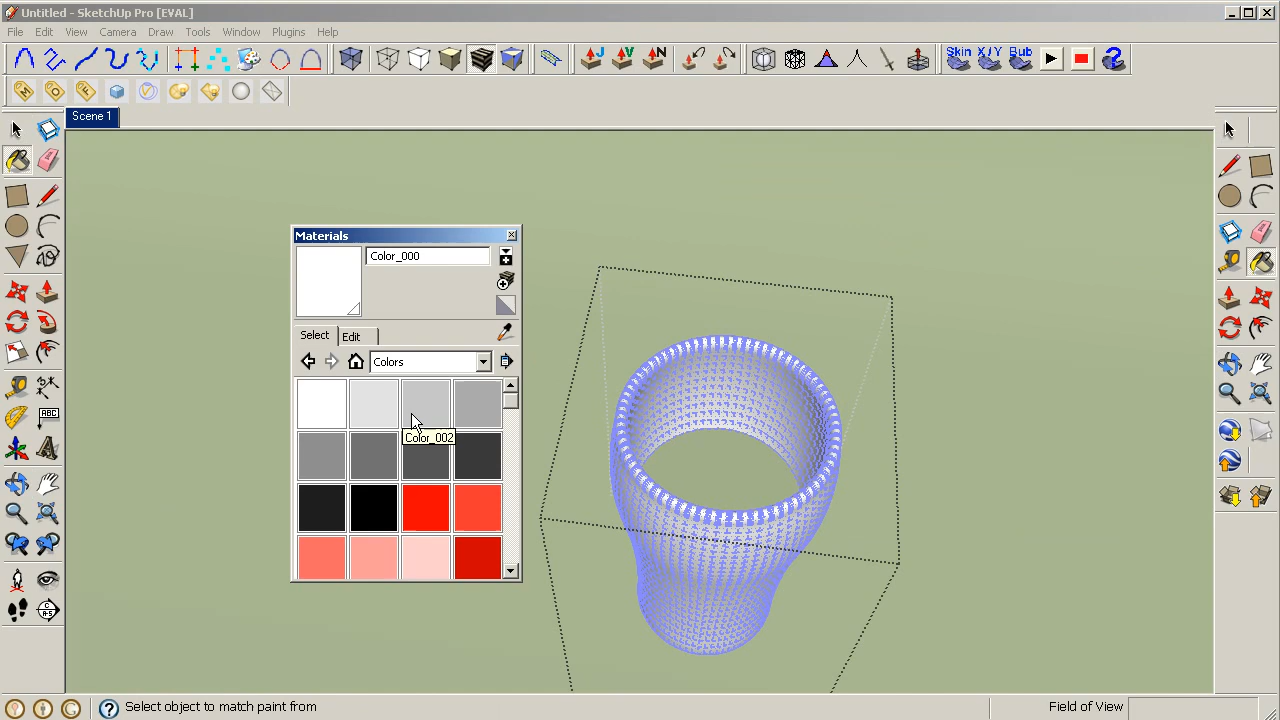 Untitled - SketchUp Pro [EVAL]
File Edit View Camera Draw Tools Window Plugins Help
J V N Skin X/Y Bub
M O F
Scene 1
Materials
Color_000
Select Edit
Colors
Color_002
ABC
A
C
A-S
Select object to match paint from
Field of View